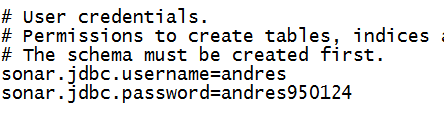 # User credentials.
# Permissions to create tables, indices
# The schema must be created first.
sonar.jdbc.username=andres
sonar.jdbc.password=andres950124